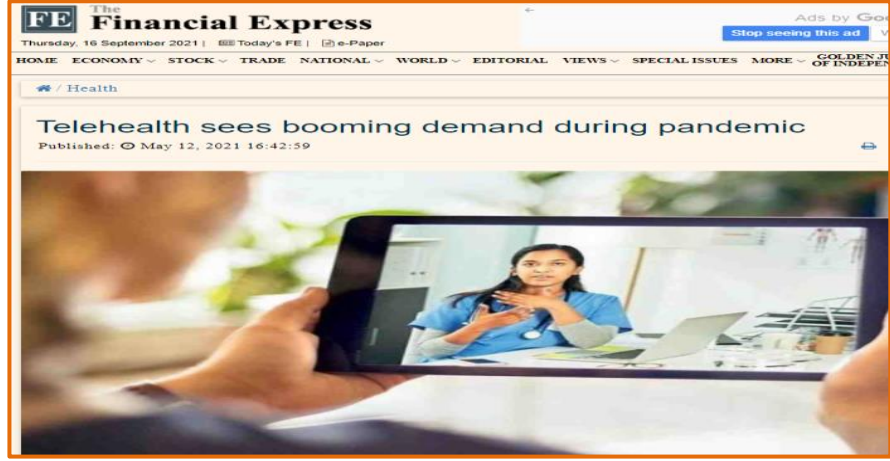 FE The
Financial Express
Ads by
Stop seeing this ad
Thursday, 16 September 2021 | Today's FE | e-Paper
HOME ECONOMY STOCK TRADE NATIONAL WORLD EDITORIAL VIEWS SPECIAL ISSUES MORE GOLDEN
OF
/ Health
Telehealth sees booming demand during pandemic
Published: May 12, 2021 16:42:59